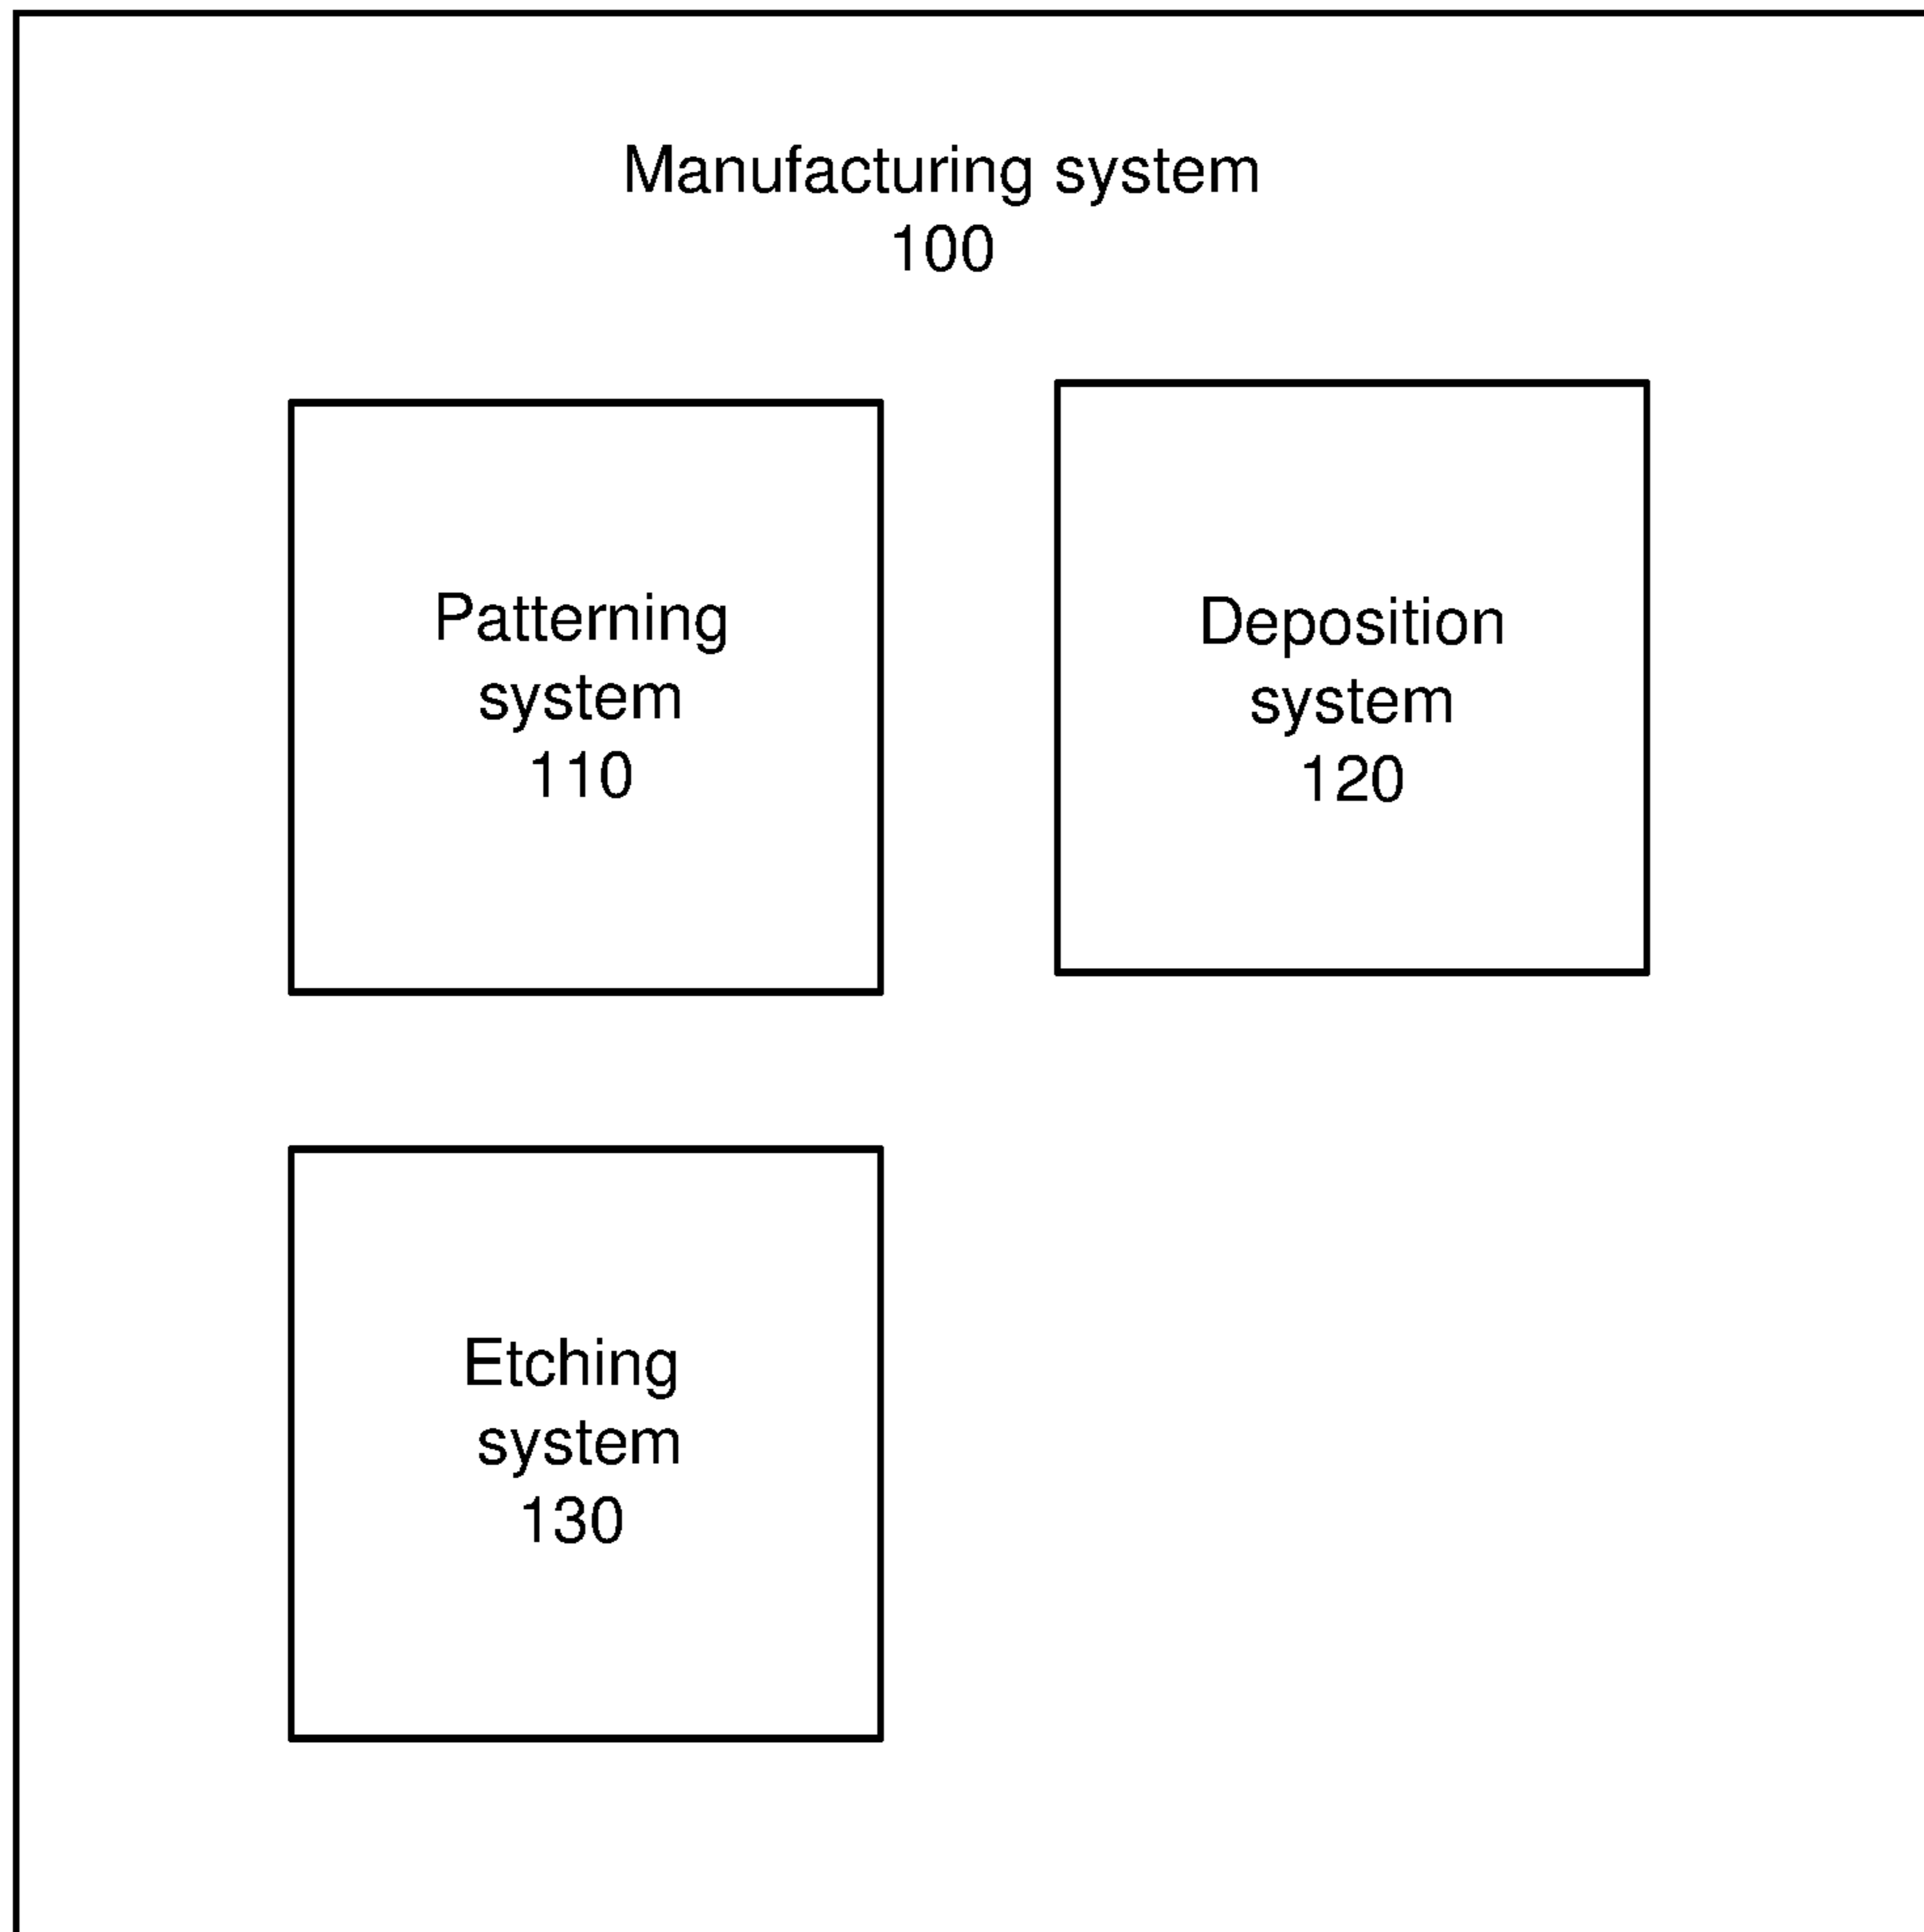 Manufacturing system
100
Patterning
system
110
Deposition
system
120
Etching
system
130